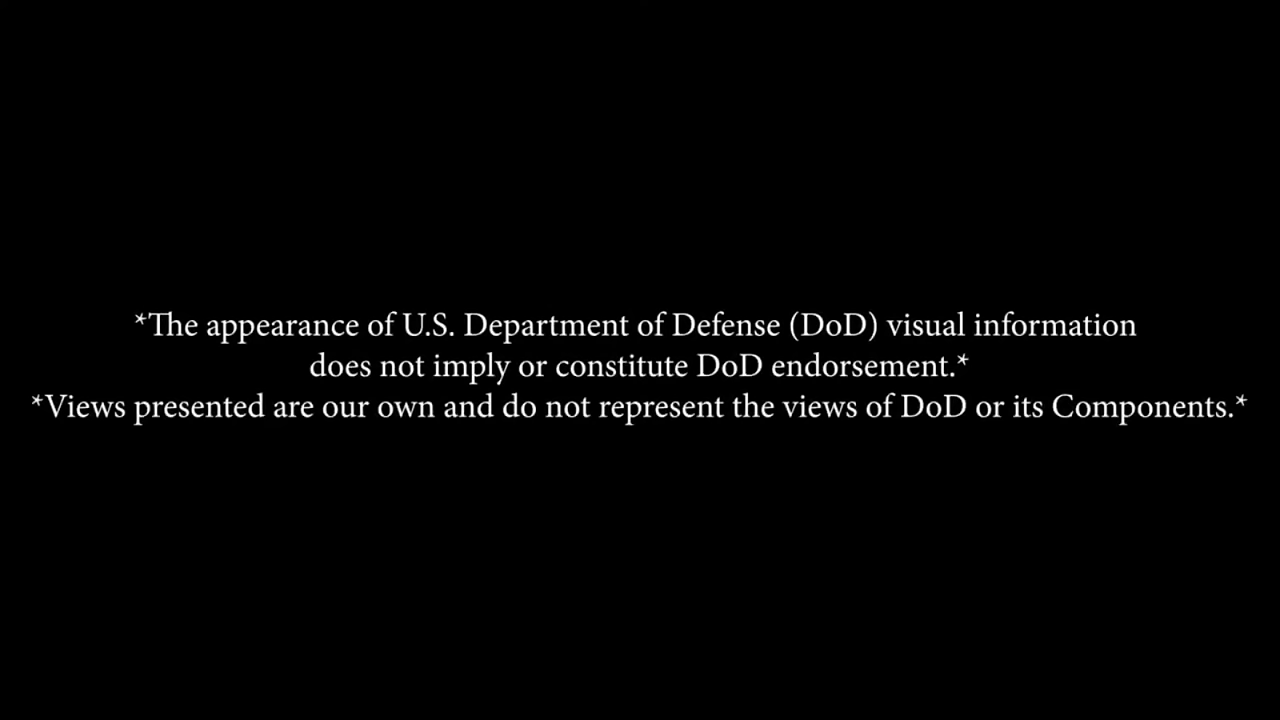 *The appearance of U.S. Department of Defense (DoD) visual information
does not imply or constitute DoD endorsement.*
*Views presented are our own and do not represent the views of DoD or its Components.*